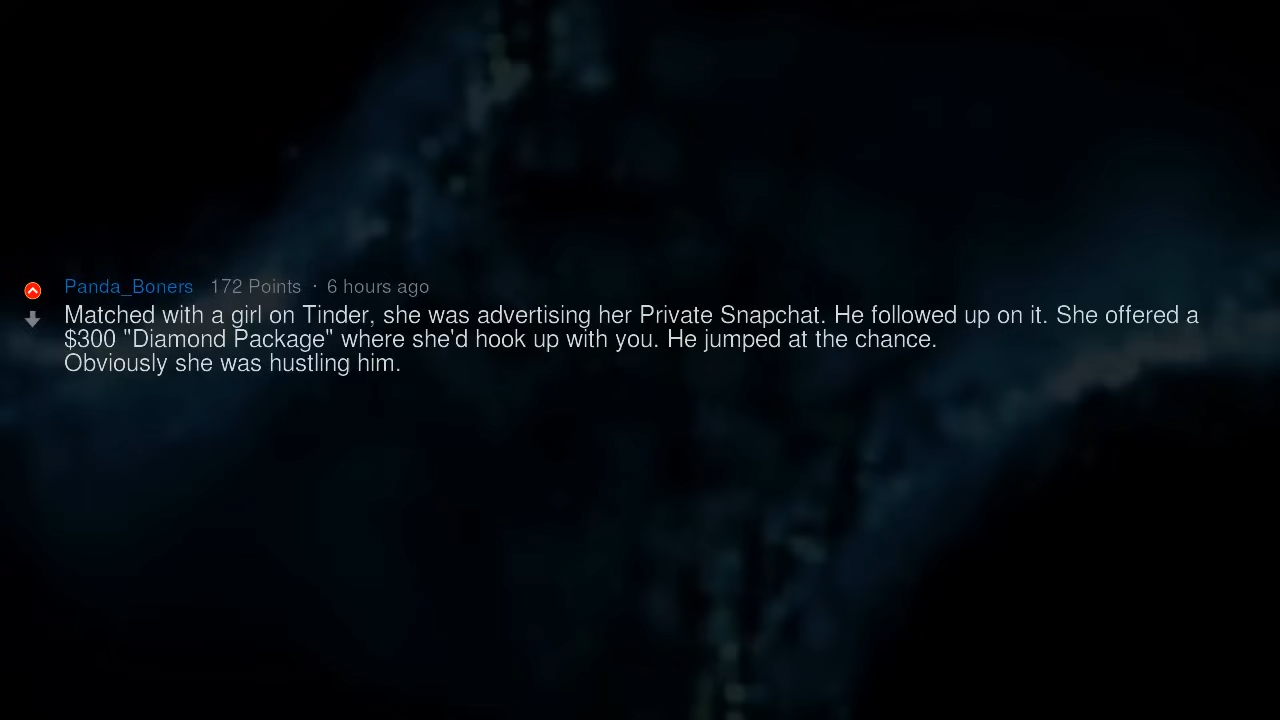 Panda_Boners 172 Points · 6 hours ago
Matched with a girl on Tinder, she was advertising her Private Snapchat. He followed up on it. She offered a
$300 "Diamond Package" where she'd hook up with you. He jumped at the chance.
Obviously she was hustling him.